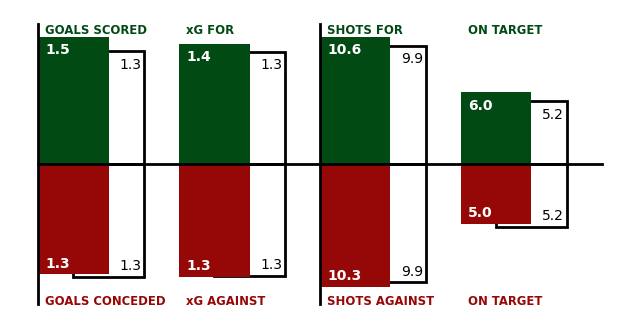 GOALS SCORED xG FOR SHOTS FOR ON TARGET
1.5 1.3 1.4 1.3 10.6 9.9 6.0 5.2
1.3 1.3 1.3 1.3 10.3 9.9 5.0 5.2
GOALS CONCEDED xG AGAINST SHOTS AGAINST ON TARGET